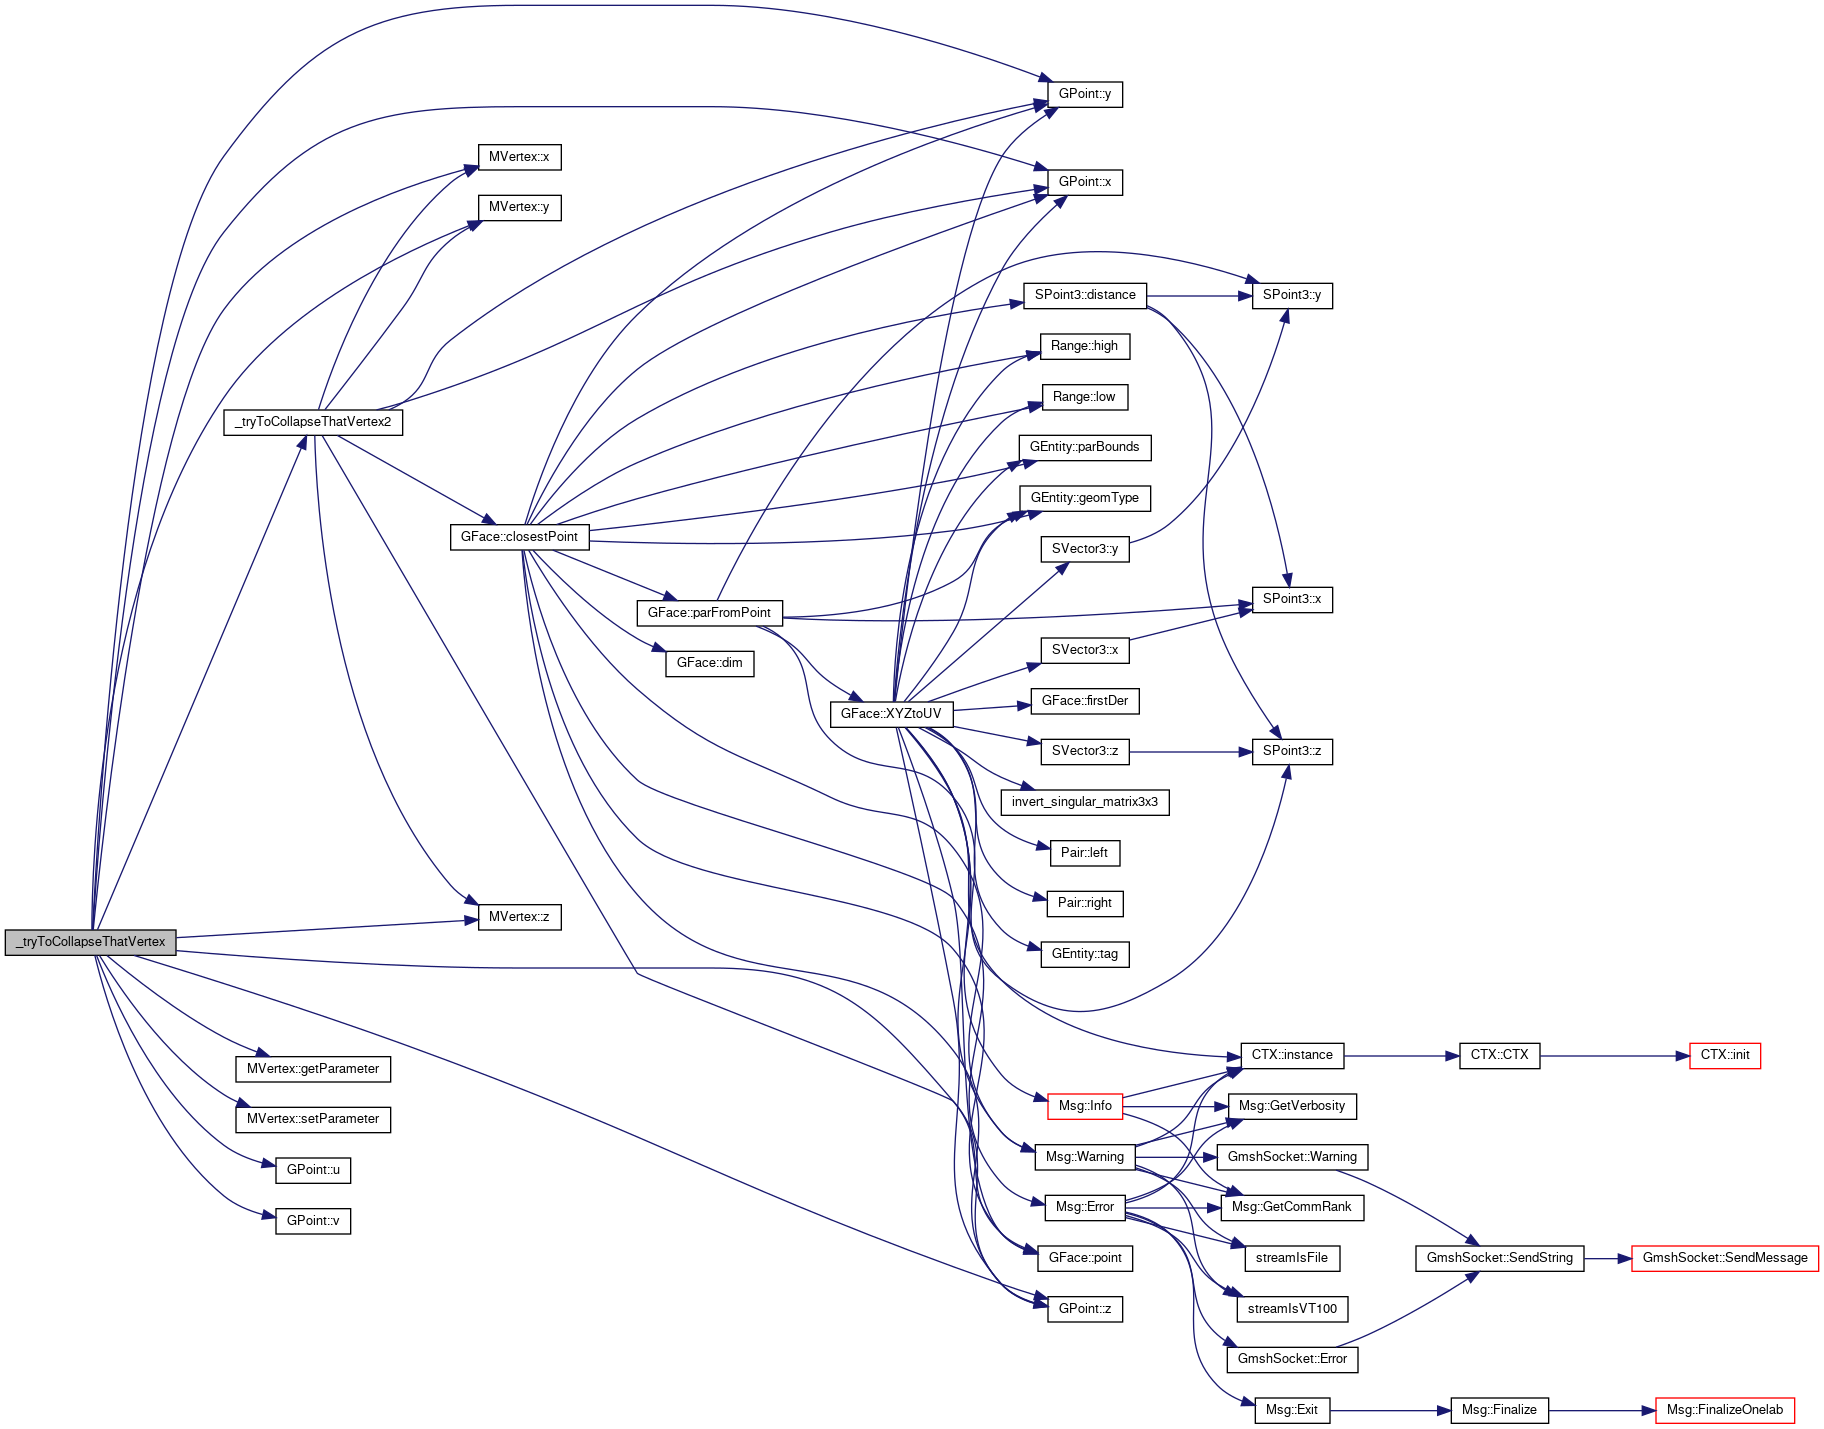 GPoint::y
MVertex::x
GPoint::x
MVertex::y
SPoint3::distance
SPoint3::y
Range::high
Range::low
_tryToCollapseThatVertex2
GEntity::parBounds
GEntity::geomType
GFace::closestPoint
SVector3::y
GFace::parFromPoint
SPoint3::x
SVector3::x
GFace::dim
GFace::firstDer
GFace::XYZtoUV
SVector3::z
SPoint3::z
invert_singular_matrix3x3
Pair::left
Pair::right
MVertex::z
_tryToCollapseThatVertex
GEntity::tag
CTX::instance
CTX::CTX
CTX::init
MVertex::getParameter
Msg::Info
Msg::GetVerbosity
MVertex::setParameter
Msg::Warning
GmshSocket::Warning
GPoint::u
Msg::Error
Msg::GetCommRank
GPoint::v
GFace::point
streamIsFile
GmshSocket::SendString
GmshSocket::SendMessage
GPoint::z
streamIsVT100
GmshSocket::Error
Msg::Exit
Msg::Finalize
Msg::FinalizeOnelab